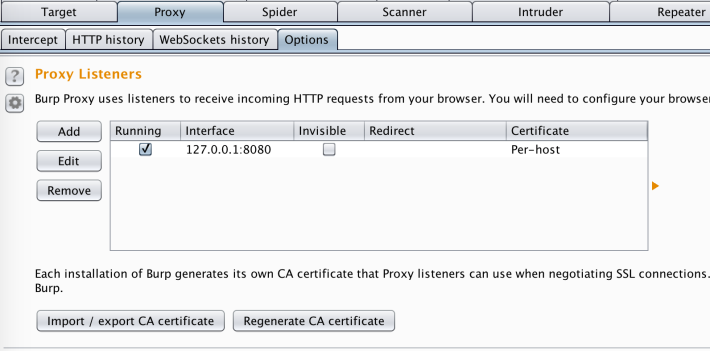 Target Proxy Spider Scanner Intruder Repeater
Intercept HTTP history WebSockets history Options
? Proxy Listeners
Burp Proxy uses listeners to receive incoming HTTP requests from your browser. You will need to configure your browse
Add Running Interface Invisible Redirect Certificate
127.0.0.1:8080 Per-host
Edit
Remove
Each installation of Burp generates its own CA certificate that Proxy listeners can use when negotiating SSL connections.
Burp.
Import / export CA certificate Regenerate CA certificate